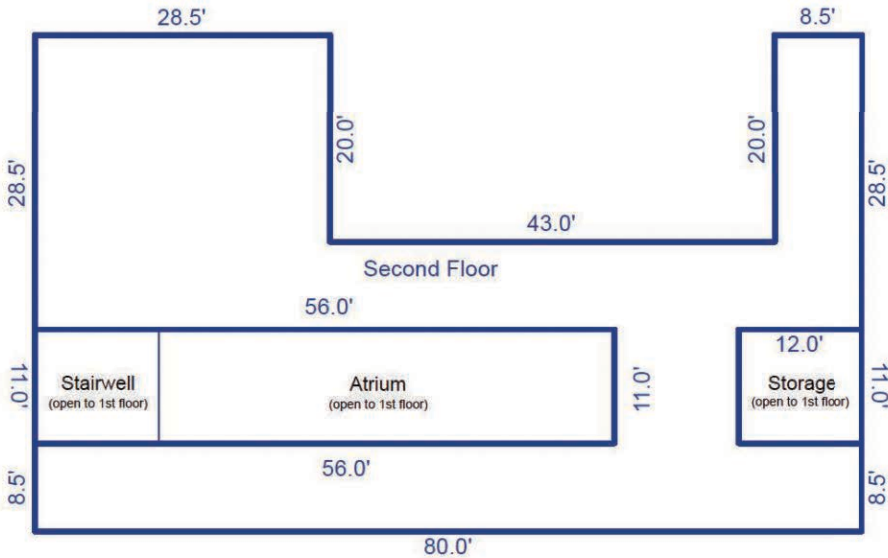 28.5'
8.5'
20.0'
20.0'
28.5'
28.5'
43.0'
Second Floor
56.0'
12.0'
11.0'
Stairwell
(open to 1st floor)
Atrium
(open to 1st floor)
11.0'
Storage
(open to 1st floor)
11.0'
56.0'
8.5'
8.5'
80.0'